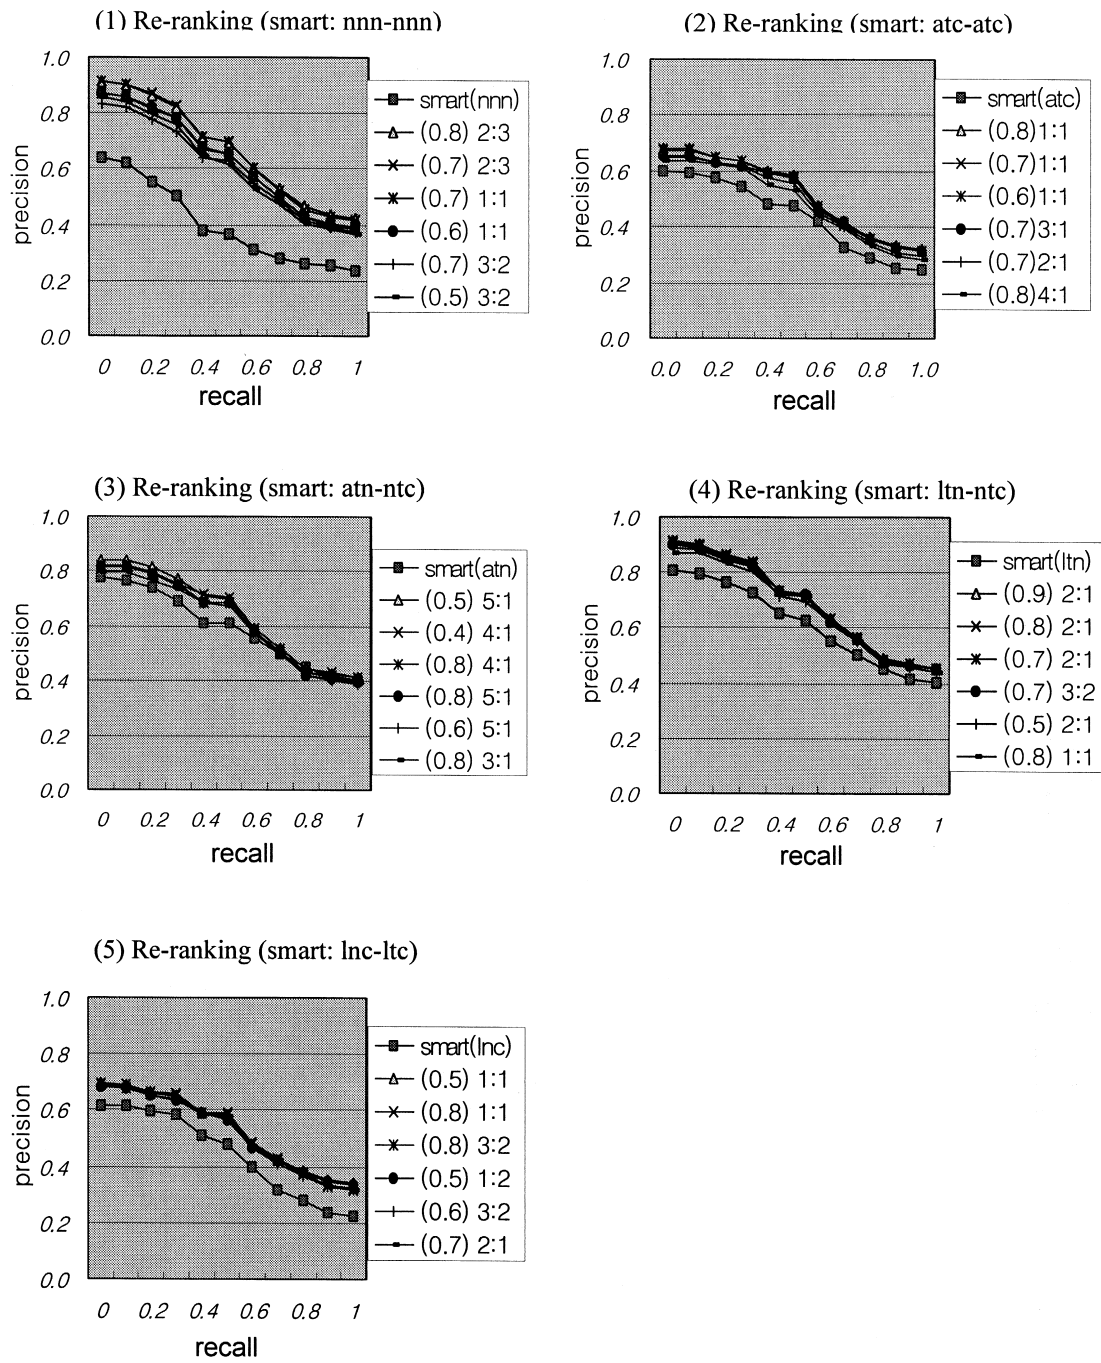 (1) Re-ranking (smart: nnn-nnn)
1.0
0.8
0.6
0.4
0.2
0.0
precision
0 0.2 0.4 0.6 0.8 1
recall
smart(nnn)
(0.8) 2:3
(0.7) 2:3
(0.7) 1:1
(0.6) 1:1
(0.7) 3:2
(0.5) 3:2
(2) Re-ranking (smart: atc-atc)
1.0
0.8
0.6
0.4
0.2
0.0
precision
0.0 0.2 0.4 0.6 0.8 1.0
recall
smart(atc)
(0.8)1:1
(0.7)1:1
(0.6)1:1
(0.7)3:1
(0.7)2:1
(0.8)4:1
(3) Re-ranking (smart: atn-ntc)
1.0
0.8
0.6
0.4
0.2
0.0
precision
0 0.2 0.4 0.6 0.8 1
recall
smart(atn)
(0.5) 5:1
(0.4) 4:1
(0.8) 4:1
(0.8) 5:1
(0.6) 5:1
(0.8) 3:1
(4) Re-ranking (smart: ltn-ntc)
1.0
0.8
0.6
0.4
0.2
0.0
precision
0 0.2 0.4 0.6 0.8 1
recall
smart(ltn)
(0.9) 2:1
(0.8) 2:1
(0.7) 2:1
(0.7) 3:2
(0.5) 2:1
(0.8) 1:1
(5) Re-ranking (smart: lnc-ltc)
1.0
0.8
0.6
0.4
0.2
0.0
precision
0 0.2 0.4 0.6 0.8 1
recall
smart(lnc)
(0.5) 1:1
(0.8) 1:1
(0.8) 3:2
(0.5) 1:2
(0.6) 3:2
(0.7) 2:1